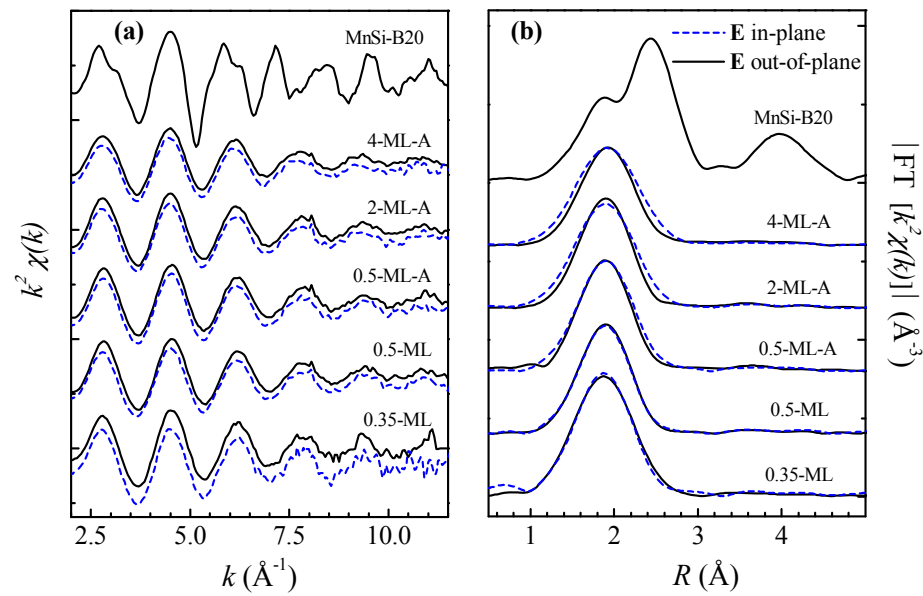 (a)
MnSi-B20
4-ML-A
2-ML-A
0.5-ML-A
0.5-ML
0.35-ML
k² χ(k)
2.5 5.0 7.5 10.0
k (Å⁻¹)
(b)
E in-plane
E out-of-plane
MnSi-B20
4-ML-A
2-ML-A
0.5-ML-A
0.5-ML
0.35-ML
1 2 3 4
R (Å)
| FT [k² χ(k)] | (Å⁻³)